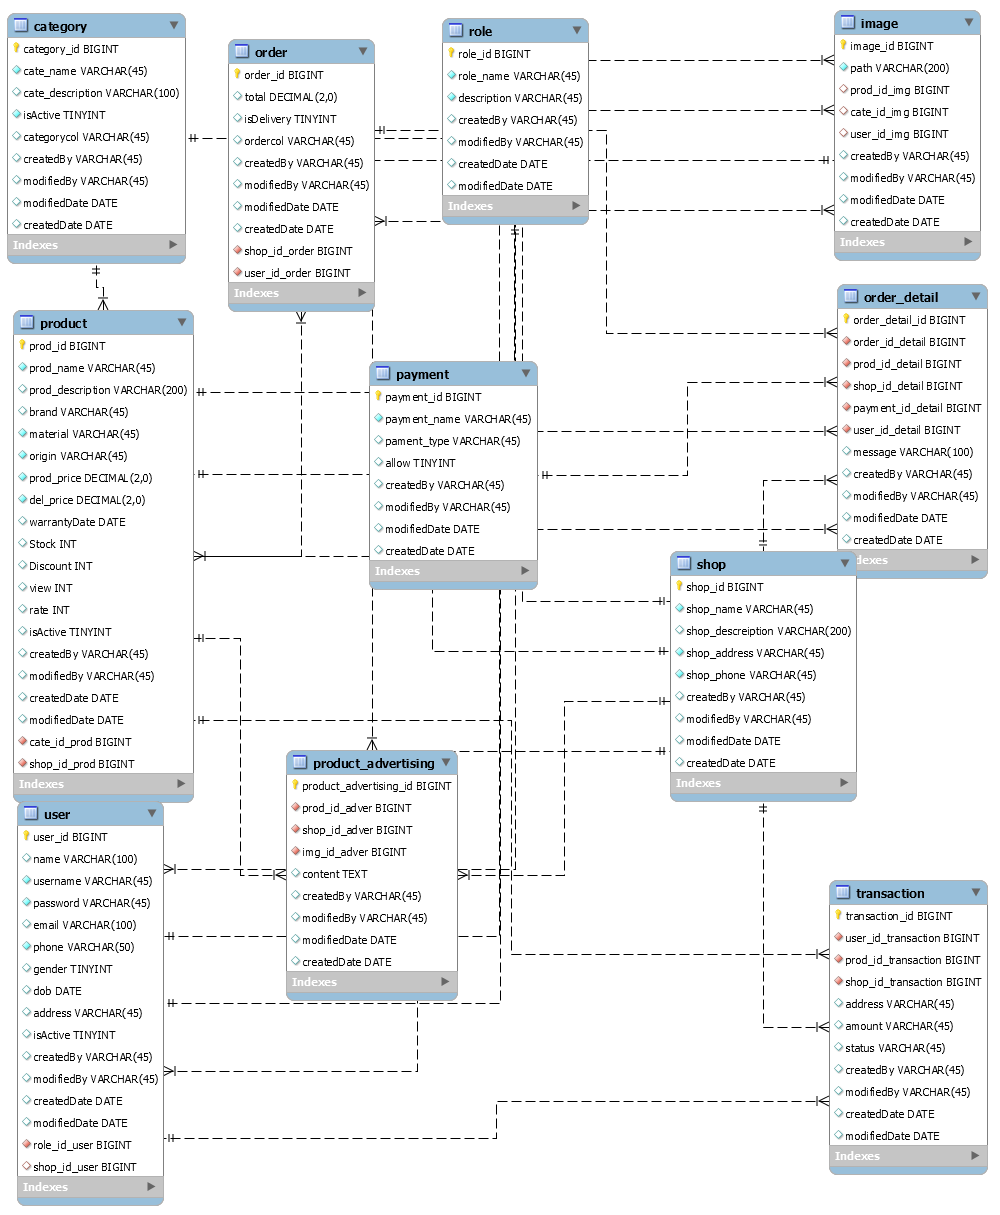 category
category_id BIGINT
cate_name VARCHAR(45)
cate_description VARCHAR(100)
isActive TINYINT
categorycol VARCHAR(45)
createdBy VARCHAR(45)
modifiedBy VARCHAR(45)
modifiedDate DATE
createdDate DATE
Indexes
order
order_id BIGINT
total DECIMAL(2,0)
isDelivery TINYINT
ordercol VARCHAR(45)
createdBy VARCHAR(45)
modifiedBy VARCHAR(45)
modifiedDate DATE
createdDate DATE
shop_id_order BIGINT
user_id_order BIGINT
Indexes
role
role_id BIGINT
role_name VARCHAR(45)
description VARCHAR(45)
createdBy VARCHAR(45)
modifiedBy VARCHAR(45)
createdDate DATE
modifiedDate DATE
Indexes
image
image_id BIGINT
path VARCHAR(200)
prod_id_img BIGINT
cate_id_img BIGINT
user_id_img BIGINT
createdBy VARCHAR(45)
modifiedBy VARCHAR(45)
modifiedDate DATE
createdDate DATE
Indexes
product
prod_id BIGINT
prod_name VARCHAR(45)
prod_description VARCHAR(200)
brand VARCHAR(45)
material VARCHAR(45)
origin VARCHAR(45)
prod_price DECIMAL(2,0)
del_price DECIMAL(2,0)
warrantyDate DATE
Stock INT
Discount INT
view INT
rate INT
isActive TINYINT
createdBy VARCHAR(45)
modifiedBy VARCHAR(45)
createdDate DATE
modifiedDate DATE
cate_id_prod BIGINT
shop_id_prod BIGINT
Indexes
payment
payment_id BIGINT
payment_name VARCHAR(45)
pament_type VARCHAR(45)
allow TINYINT
createdBy VARCHAR(45)
modifiedBy VARCHAR(45)
modifiedDate DATE
createdDate DATE
Indexes
order_detail
order_detail_id BIGINT
order_id_detail BIGINT
prod_id_detail BIGINT
shop_id_detail BIGINT
payment_id_detail BIGINT
user_id_detail BIGINT
message VARCHAR(100)
createdBy VARCHAR(45)
modifiedBy VARCHAR(45)
modifiedDate DATE
createdDate DATE
dexes
shop
shop_id BIGINT
shop_name VARCHAR(45)
shop_descreiption VARCHAR(200)
shop_address VARCHAR(45)
shop_phone VARCHAR(45)
createdBy VARCHAR(45)
modifiedBy VARCHAR(45)
modifiedDate DATE
createdDate DATE
Indexes
product_advertising
product_advertising_id BIGINT
prod_id_adver BIGINT
shop_id_adver BIGINT
img_id_adver BIGINT
content TEXT
createdBy VARCHAR(45)
modifiedBy VARCHAR(45)
modifiedDate DATE
createdDate DATE
Indexes
user
user_id BIGINT
name VARCHAR(100)
username VARCHAR(45)
password VARCHAR(45)
email VARCHAR(100)
phone VARCHAR(50)
gender TINYINT
dob DATE
address VARCHAR(45)
isActive TINYINT
createdBy VARCHAR(45)
modifiedBy VARCHAR(45)
createdDate DATE
modifiedDate DATE
role_id_user BIGINT
shop_id_user BIGINT
Indexes
transaction
transaction_id BIGINT
user_id_transaction BIGINT
prod_id_transaction BIGINT
shop_id_transaction BIGINT
address VARCHAR(45)
amount VARCHAR(45)
status VARCHAR(45)
createdBy VARCHAR(45)
modifiedBy VARCHAR(45)
createdDate DATE
modifiedDate DATE
Indexes